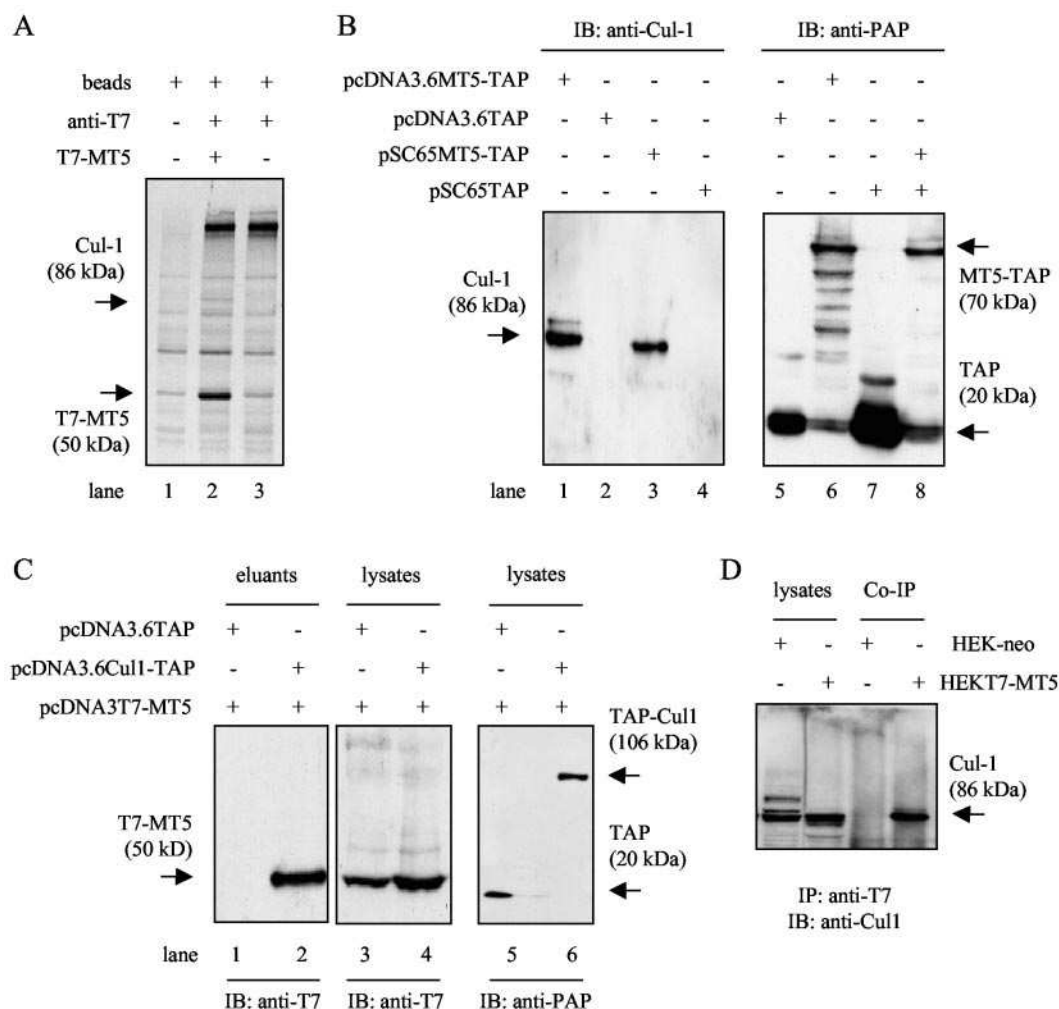 A
beads + + +
anti-T7 - + +
T7-MT5 - + -
Cul-1
(86 kDa)
T7-MT5
(50 kDa)
lane 1 2 3
B
IB: anti-Cul-1 IB: anti-PAP
pcDNA3.6MT5-TAP + - - - - + - -
pcDNA3.6TAP - + - - + - - -
pSC65MT5-TAP - - + - - - - +
pSC65TAP - - - + - - + +
Cul-1
(86 kDa)
MT5-TAP
(70 kDa)
TAP
(20 kDa)
lane 1 2 3 4 5 6 7 8
C
eluants lysates lysates
pcDNA3.6TAP + - + - + -
pcDNA3.6Cul1-TAP - + - + - +
pcDNA3T7-MT5 + + + + + +
T7-MT5
(50 kD)
TAP-Cul1
(106 kDa)
TAP
(20 kDa)
lane 1 2 3 4 5 6
IB: anti-T7 IB: anti-T7 IB: anti-PAP
D
lysates Co-IP
+ - + - HEK-neo
- + - + HEKT7-MT5
Cul-1
(86 kDa)
IP: anti-T7
IB: anti-Cul1